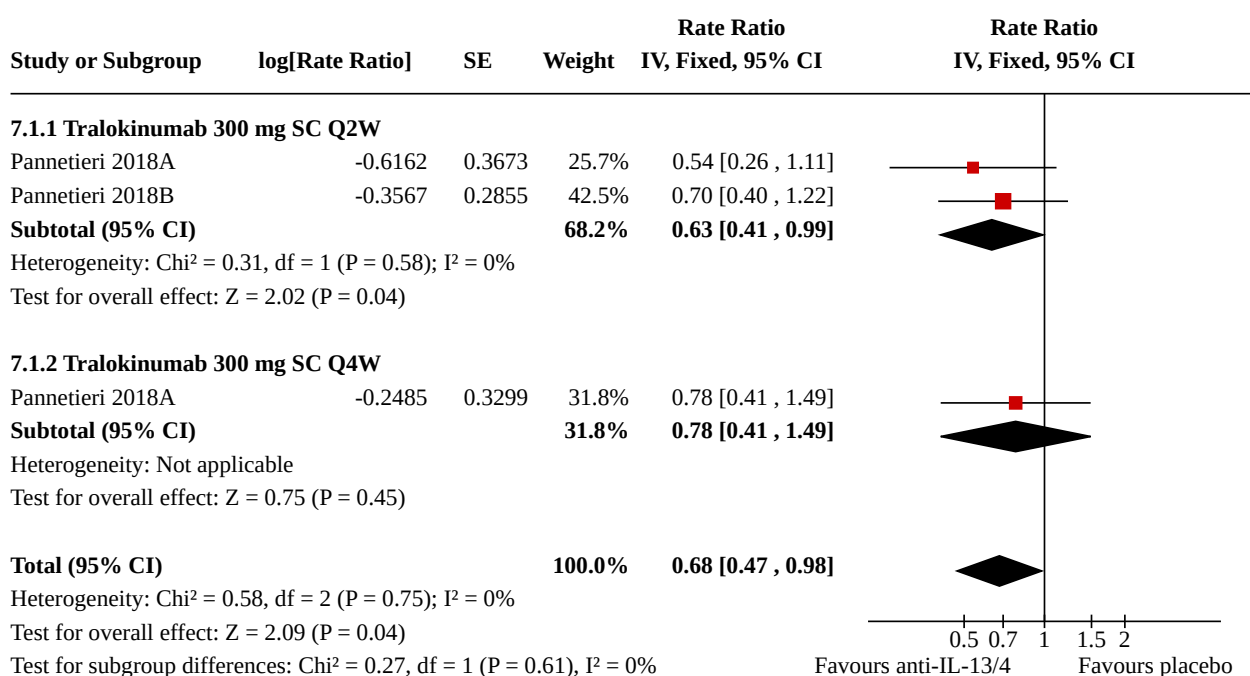 Rate Ratio Rate Ratio
Study or Subgroup log[Rate Ratio] SE Weight IV, Fixed, 95% CI IV, Fixed, 95% CI
7.1.1 Tralokinumab 300 mg SC Q2W
Pannetieri 2018A -0.6162 0.3673 25.7% 0.54 [0.26 , 1.11]
Pannetieri 2018B -0.3567 0.2855 42.5% 0.70 [0.40 , 1.22]
Subtotal (95% CI) 68.2% 0.63 [0.41 , 0.99]
Heterogeneity: Chi² = 0.31, df = 1 (P = 0.58); I² = 0%
Test for overall effect: Z = 2.02 (P = 0.04)
7.1.2 Tralokinumab 300 mg SC Q4W
Pannetieri 2018A -0.2485 0.3299 31.8% 0.78 [0.41 , 1.49]
Subtotal (95% CI) 31.8% 0.78 [0.41 , 1.49]
Heterogeneity: Not applicable
Test for overall effect: Z = 0.75 (P = 0.45)
Total (95% CI) 100.0% 0.68 [0.47 , 0.98]
Heterogeneity: Chi² = 0.58, df = 2 (P = 0.75); I² = 0%
Test for overall effect: Z = 2.09 (P = 0.04) 0.5 0.7 1 1.5 2
Test for subgroup differences: Chi² = 0.27, df = 1 (P = 0.61), I² = 0% Favours anti-IL-13/4 Favours placebo